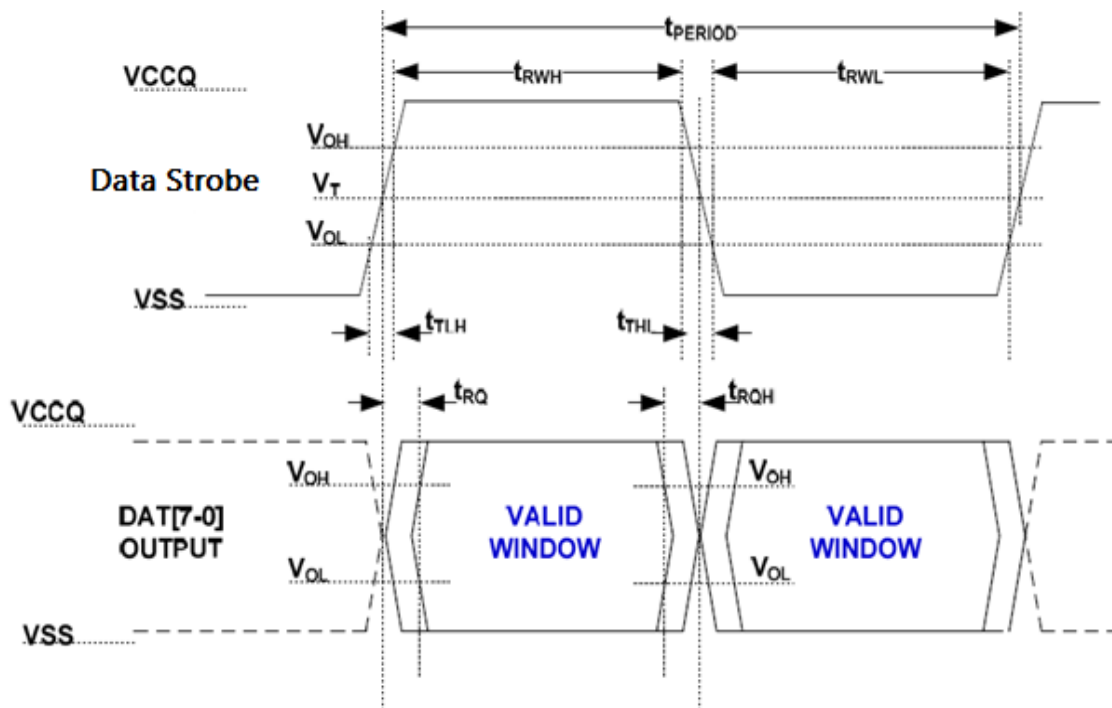 tPERIOD
VCCQ
tRWH
tRWL
VOH
Data Strobe
VT
VOL
VSS
tTLH
tTHL
tRQ
tRQH
VCCQ
VOH
VOH
DAT[7-0]
OUTPUT
VALID
WINDOW
VALID
WINDOW
VOL
VOL
VSS